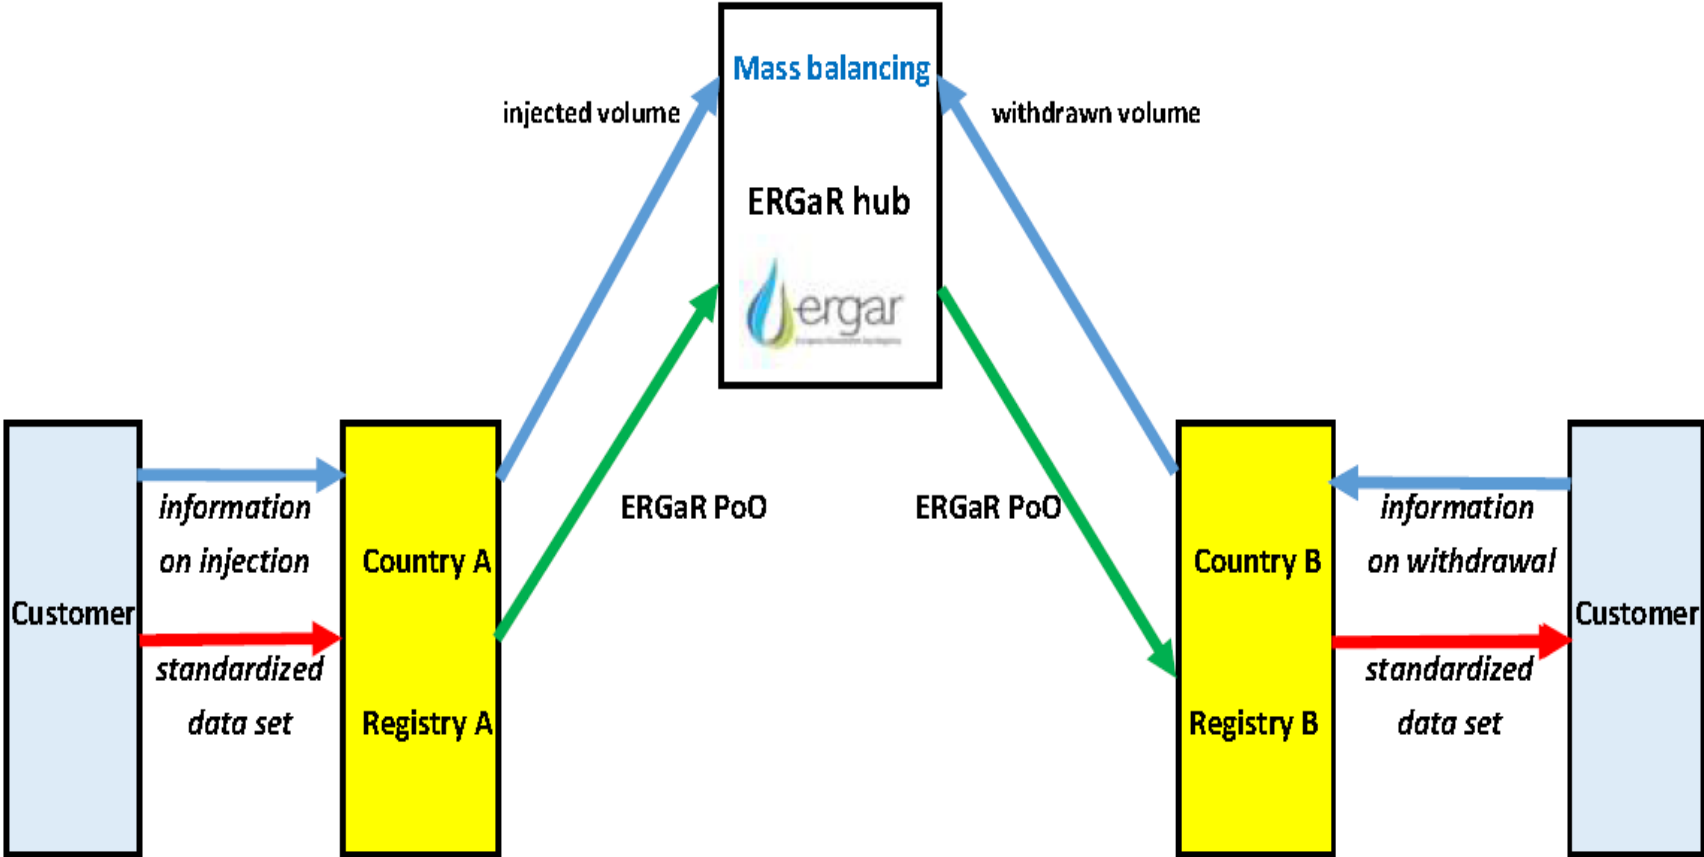 Mass balancing
injected volume
withdrawn volume
ERGaR hub
ergar
information
on injection
Customer
standardized
data set
Country A
Registry A
ERGaR PoO
ERGaR PoO
Country B
Registry B
information
on withdrawal
standardized
data set
Customer